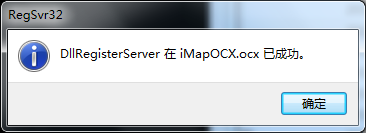 RegSvr32
DllRegisterServer 在 iMapOCX.ocx 已成功。
确定